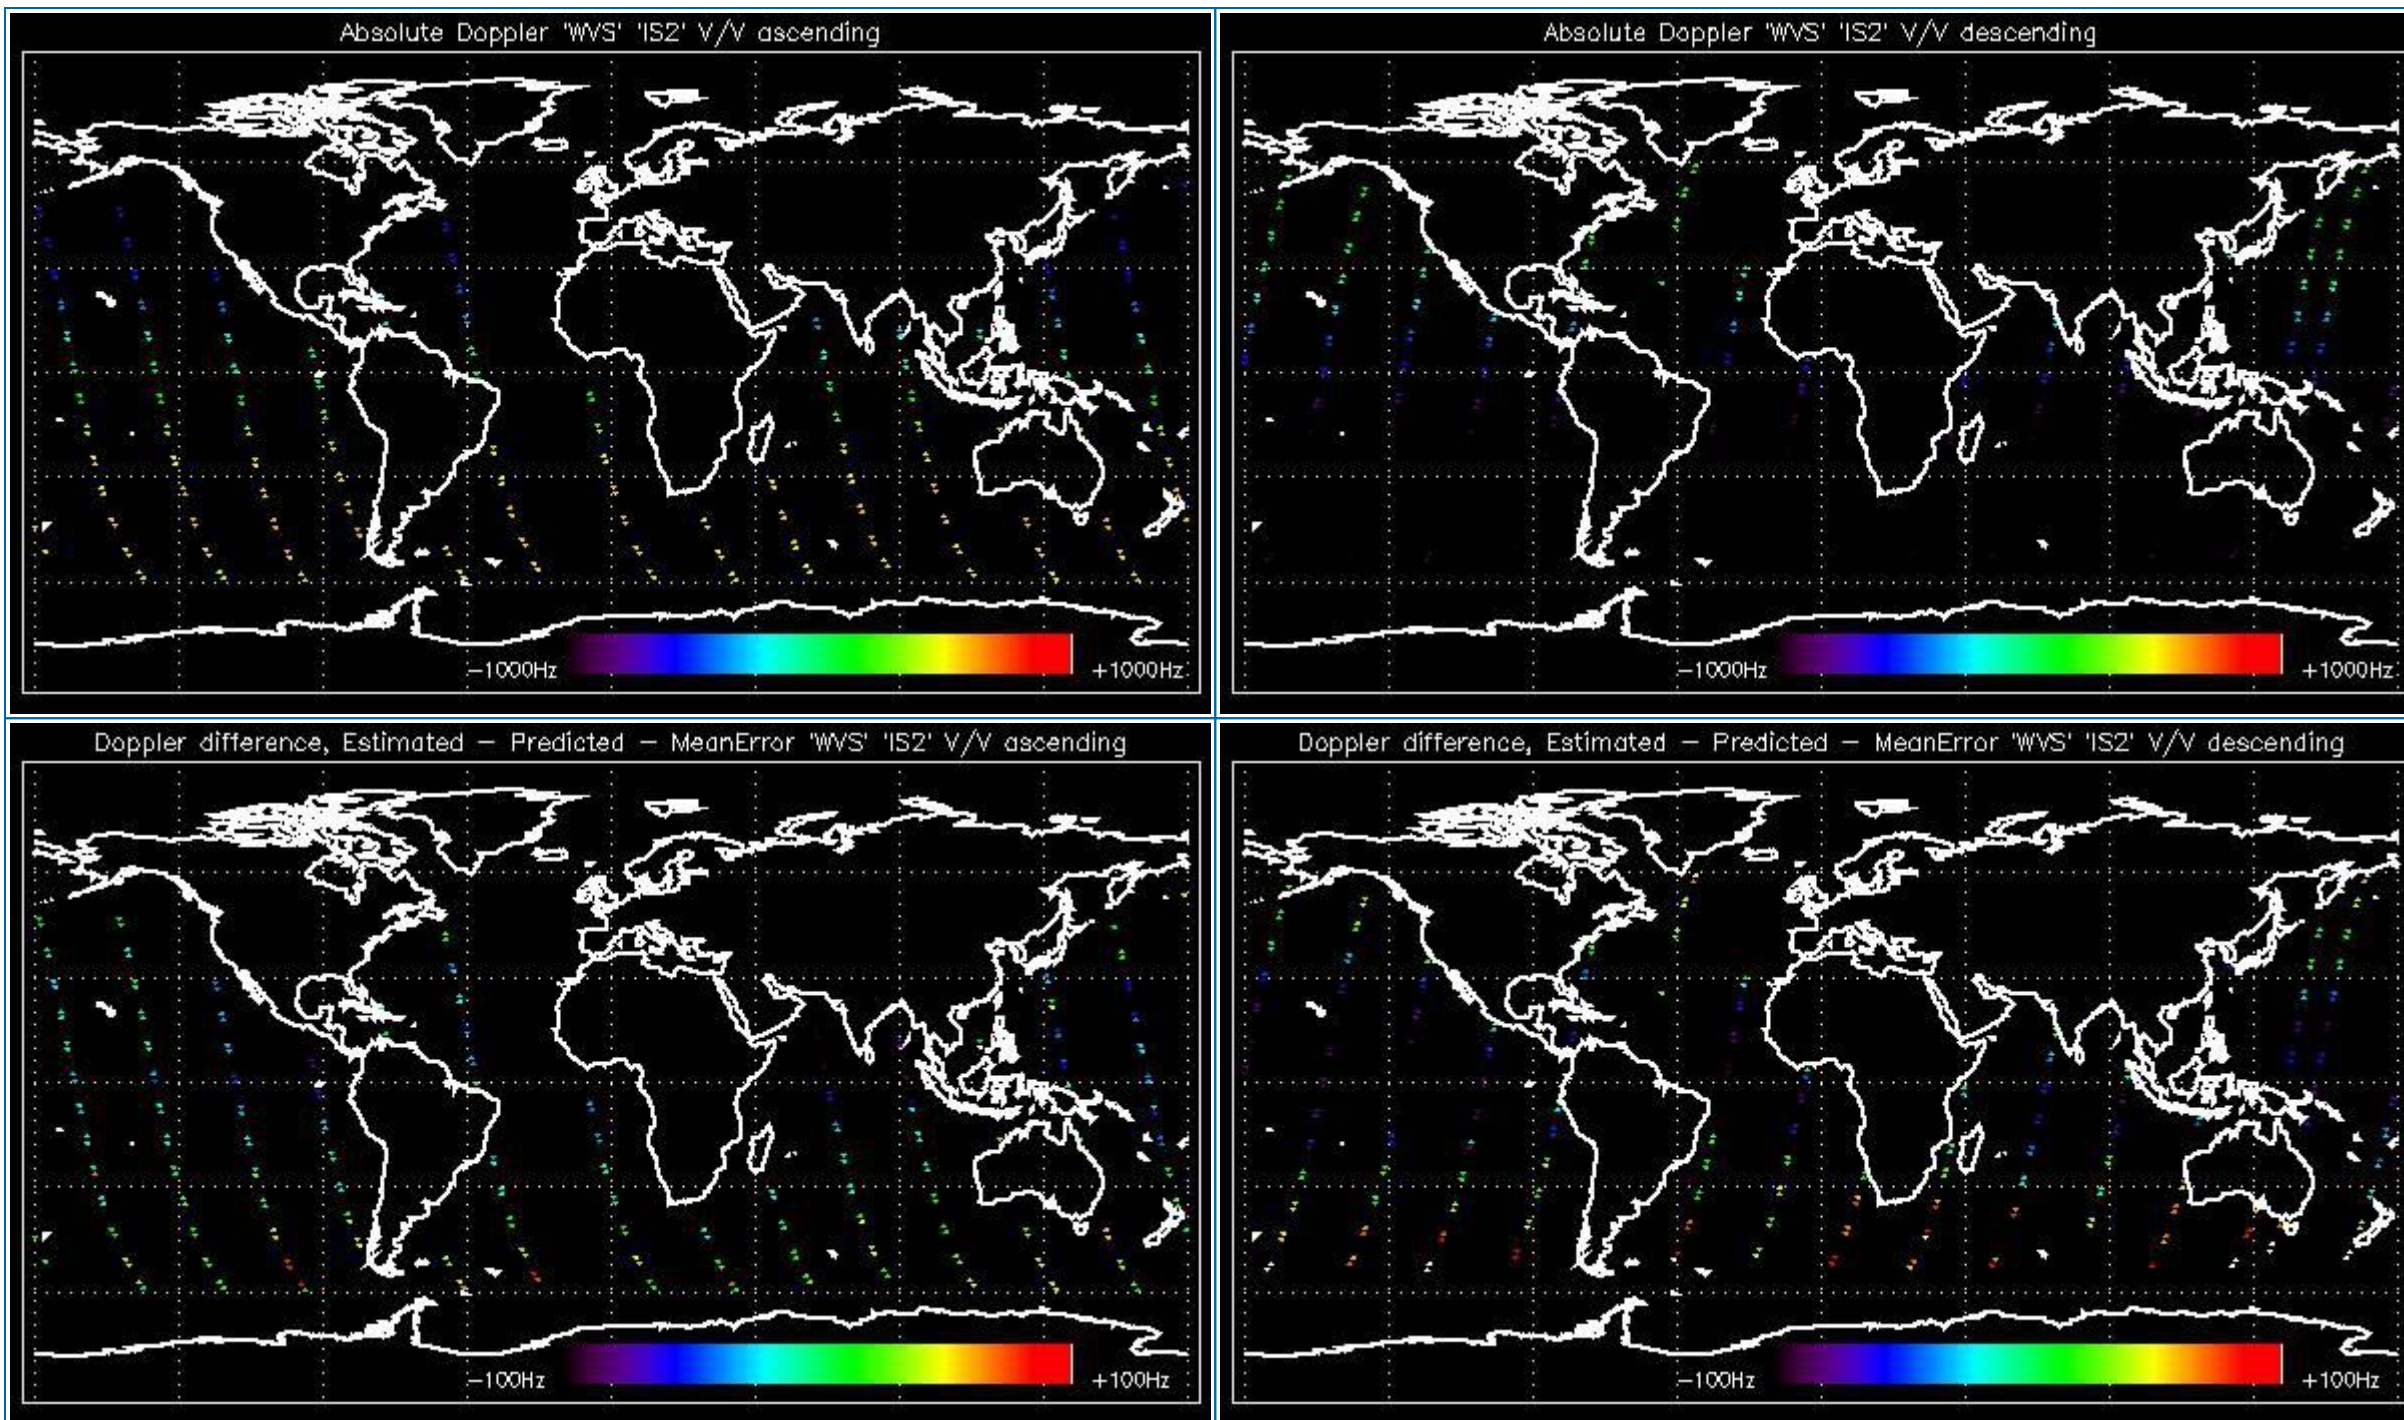 Absolute Doppler 'WVS' 'IS2' V/V ascending
-1000Hz
+1000Hz
Absolute Doppler 'WVS' 'IS2' V/V descending
-1000Hz
+1000Hz
Doppler difference, Estimated - Predicted - MeanError 'WVS' 'IS2' V/V ascending
-100Hz
+100Hz
Doppler difference, Estimated - Predicted - MeanError 'WVS' 'IS2' V/V descending
-100Hz
+100Hz